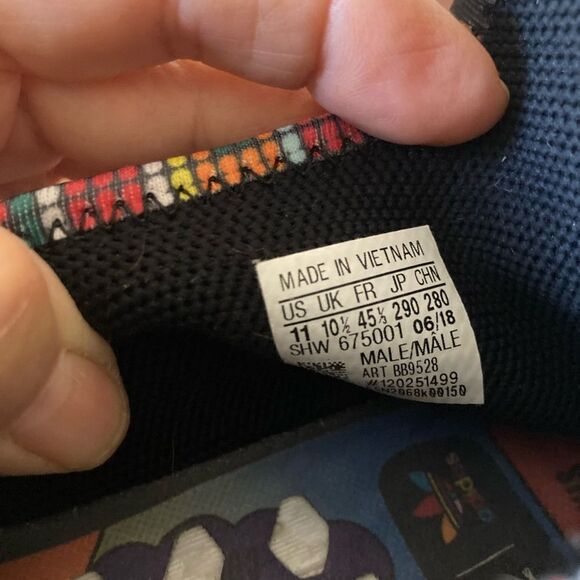 MADE IN VIETNAM
US UK FR JP CHN
11 10½ 45⅓ 290 280
SHW 675001 06/18
MALE/MÂLE
ART BB9528
#120251499